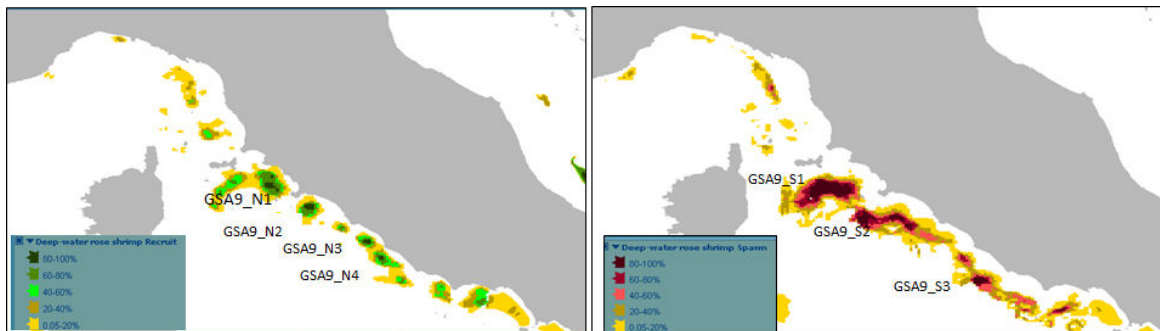 GSA9_N1
GSA9_N2
GSA9_N3
GSA9_N4
Deep-water rose shrimp Recruit
80-100%
60-80%
40-60%
20-40%
0.05-20%
GSA9_S1
GSA9_S2
GSA9_S3
Deep-water rose shrimp Spawn
80-100%
60-80%
40-60%
20-40%
0.05-20%